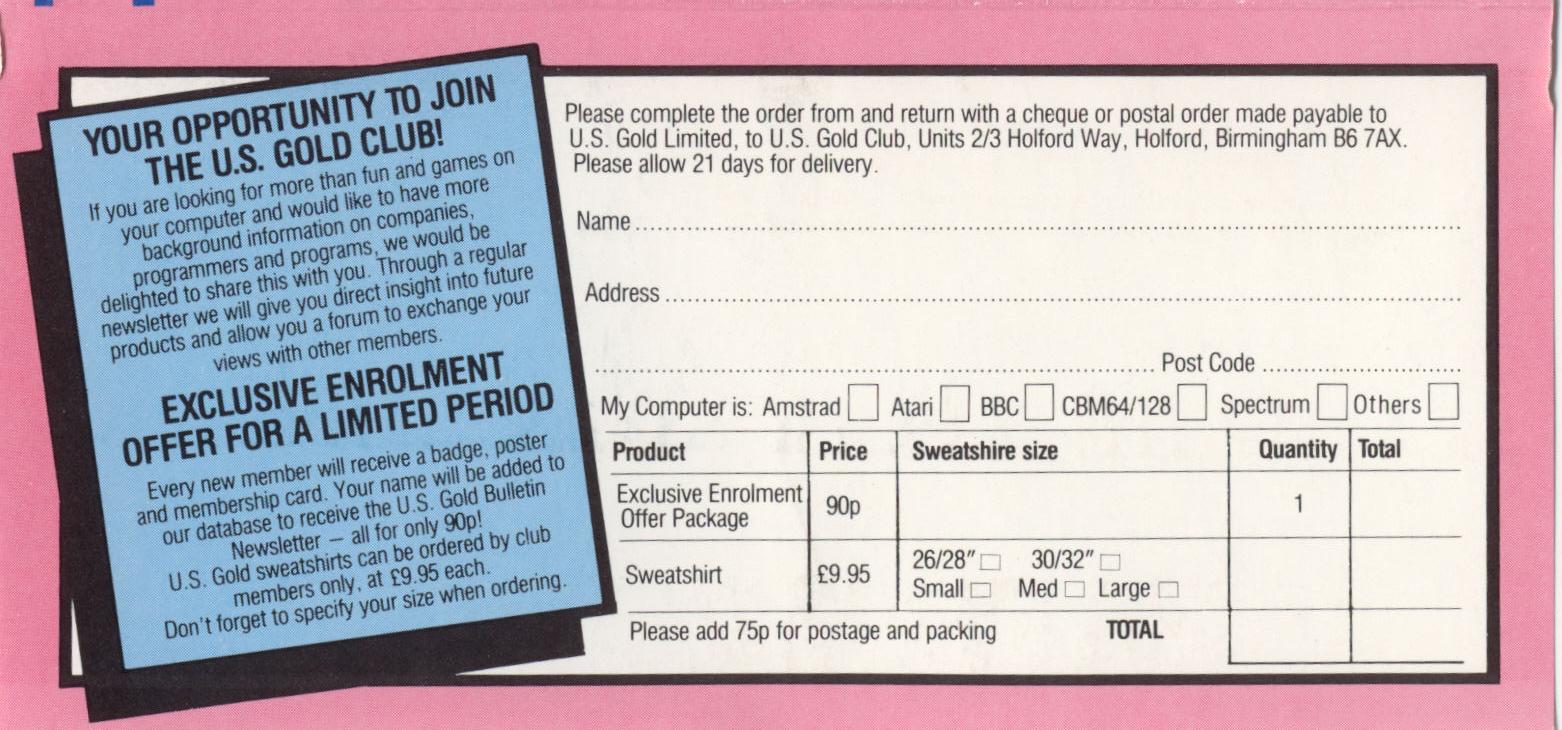 YOUR OPPORTUNITY TO JOIN
THE U.S. GOLD CLUB!
If you are looking for more than fun and games on
your computer and would like to have more
background information on companies,
programmers and programs, we would be
delighted to share this with you. Through a regular
newsletter we will give you direct insight into future
products and allow you a forum to exchange your
views with other members.
EXCLUSIVE ENROLMENT
OFFER FOR A LIMITED PERIOD
Every new member will receive a badge, poster
and membership card. Your name will be added to
our database to receive the U.S. Gold Bulletin
Newsletter — all for only 90p!
U.S. Gold sweatshirts can be ordered by club
members only, at £9.95 each.
Don't forget to specify your size when ordering.
Please complete the order from and return with a cheque or postal order made payable to
U.S. Gold Limited, to U.S. Gold Club, Units 2/3 Holford Way, Holford, Birmingham B6 7AX.
Please allow 21 days for delivery.
Name
Address
Post Code
My Computer is: Amstrad Atari BBC CBM64/128 Spectrum Others
Product Price Sweatshire size Quantity Total
Exclusive Enrolment
Offer Package 90p 1
Sweatshirt £9.95 26/28" 30/32"
Small Med Large
Please add 75p for postage and packing TOTAL